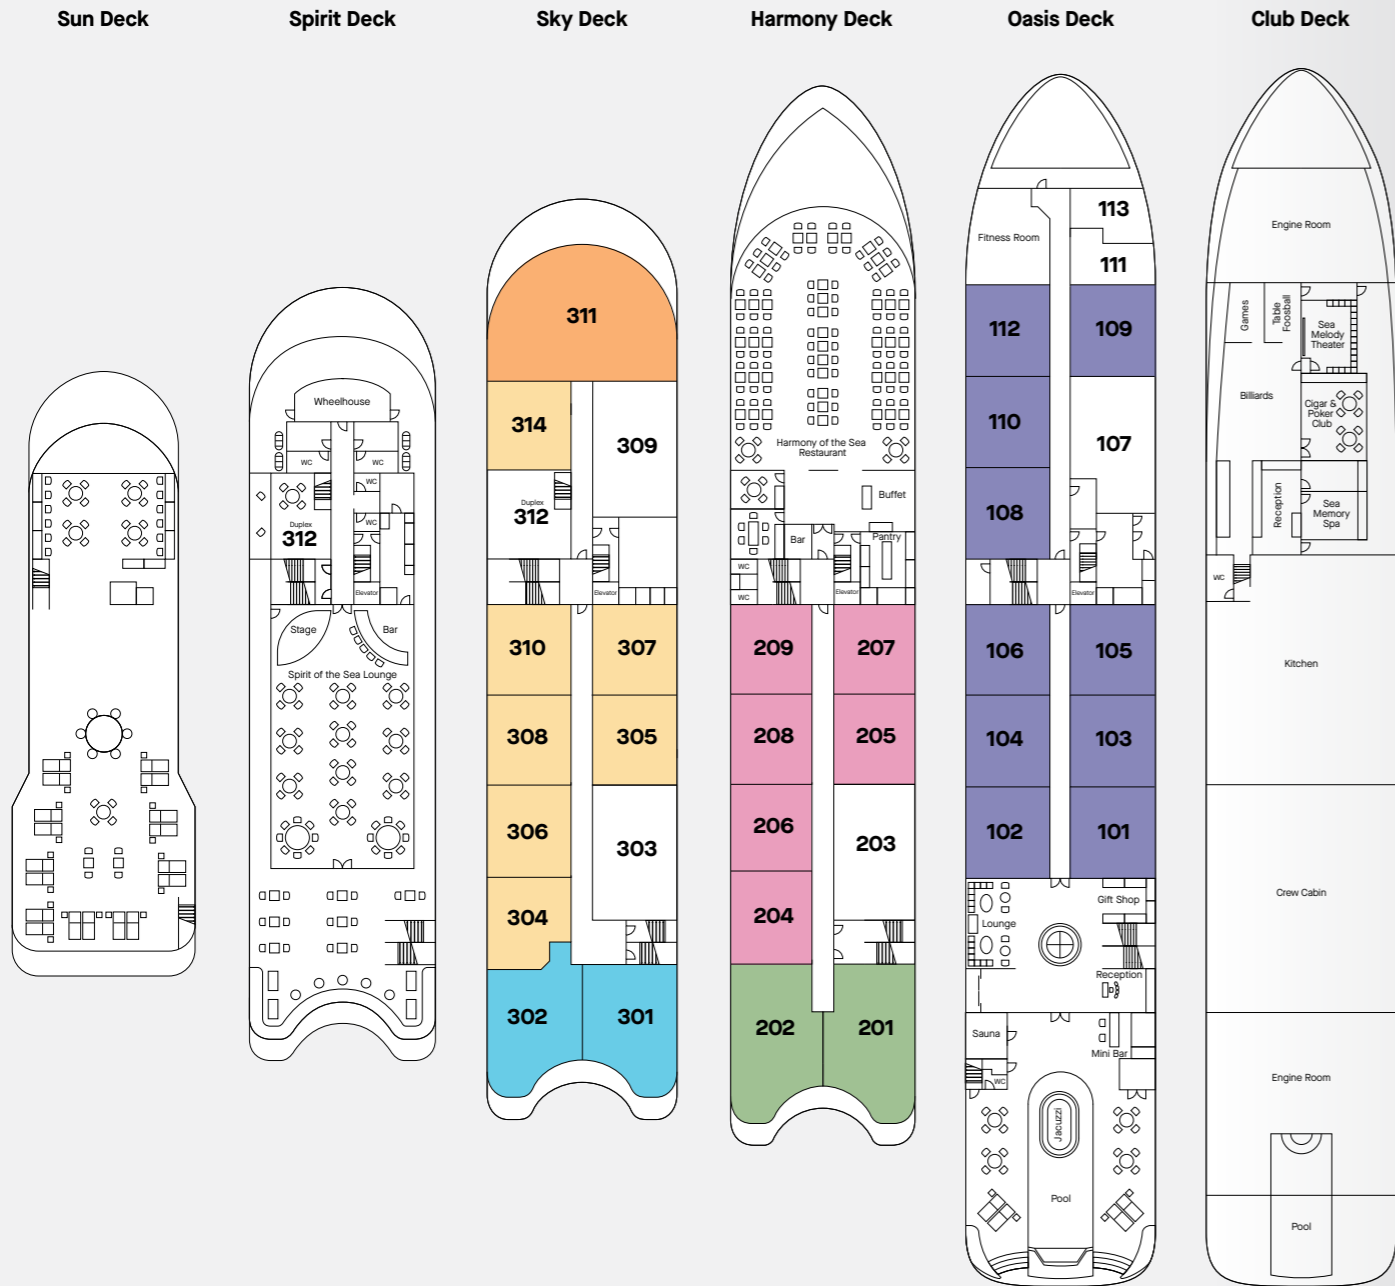 Sun Deck
Spirit Deck
Sky Deck
Harmony Deck
Oasis Deck
Club Deck
Wheelhouse
WC
WC
WC
WC
Duplex
312
Elevator
Stage
Bar
Spirit of the Sea Lounge
311
314
309
Duplex
312
Elevator
310
307
308
305
306
303
304
302
301
Harmony of the Sea
Restaurant
Buffet
Bar
Pantry
WC
WC
Elevator
209
207
208
205
206
203
204
202
201
113
Fitness Room
111
112
109
110
107
108
Elevator
106
105
104
103
102
101
Gift Shop
Lounge
Reception
Sauna
Mini Bar
WC
Jacuzzi
Pool
Engine Room
Games
Table
Foosball
Sea
Melody
Theater
Billiards
Cigar &
Poker
Club
Reception
Sea
Memory
Spa
WC
Kitchen
Crew Cabin
Engine Room
Pool